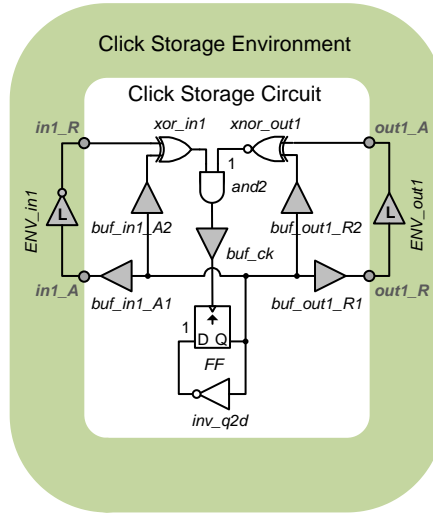 Click Storage Environment
Click Storage Circuit
in1_R
xor_in1
xnor_out1
out1_A
1
and2
ENV_in1
L
L
ENV_out1
buf_in1_A2
buf_out1_R2
buf_ck
in1_A
buf_in1_A1
buf_out1_R1
out1_R
1
D Q
FF
inv_q2d